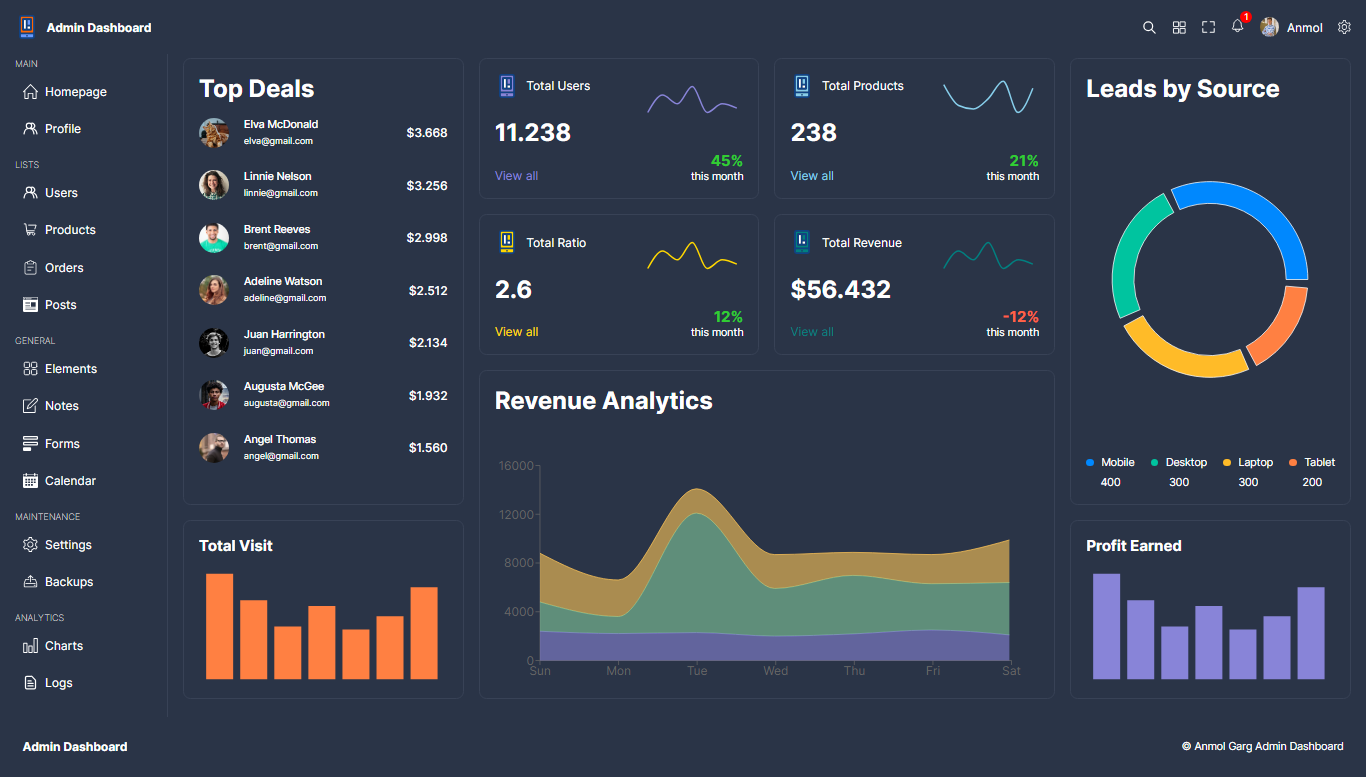 Admin Dashboard
1
Anmol
MAIN
Homepage
Profile
LISTS
Users
Products
Orders
Posts
GENERAL
Elements
Notes
Forms
Calendar
MAINTENANCE
Settings
Backups
ANALYTICS
Charts
Logs
Top Deals
Elva McDonald
elva@gmail.com
$3.668
Linnie Nelson
linnie@gmail.com
$3.256
Brent Reeves
brent@gmail.com
$2.998
Adeline Watson
adeline@gmail.com
$2.512
Juan Harrington
juan@gmail.com
$2.134
Augusta McGee
augusta@gmail.com
$1.932
Angel Thomas
angel@gmail.com
$1.560
Total Users
11.238
View all
45%
this month
Total Products
238
View all
21%
this month
Total Ratio
2.6
View all
12%
this month
Total Revenue
$56.432
View all
-12%
this month
Leads by Source
Mobile Desktop Laptop Tablet
400 300 300 200
Total Visit
Revenue Analytics
16000
12000
8000
4000
0
Sun Mon Tue Wed Thu Fri Sat
Profit Earned
Admin Dashboard
© Anmol Garg Admin Dashboard